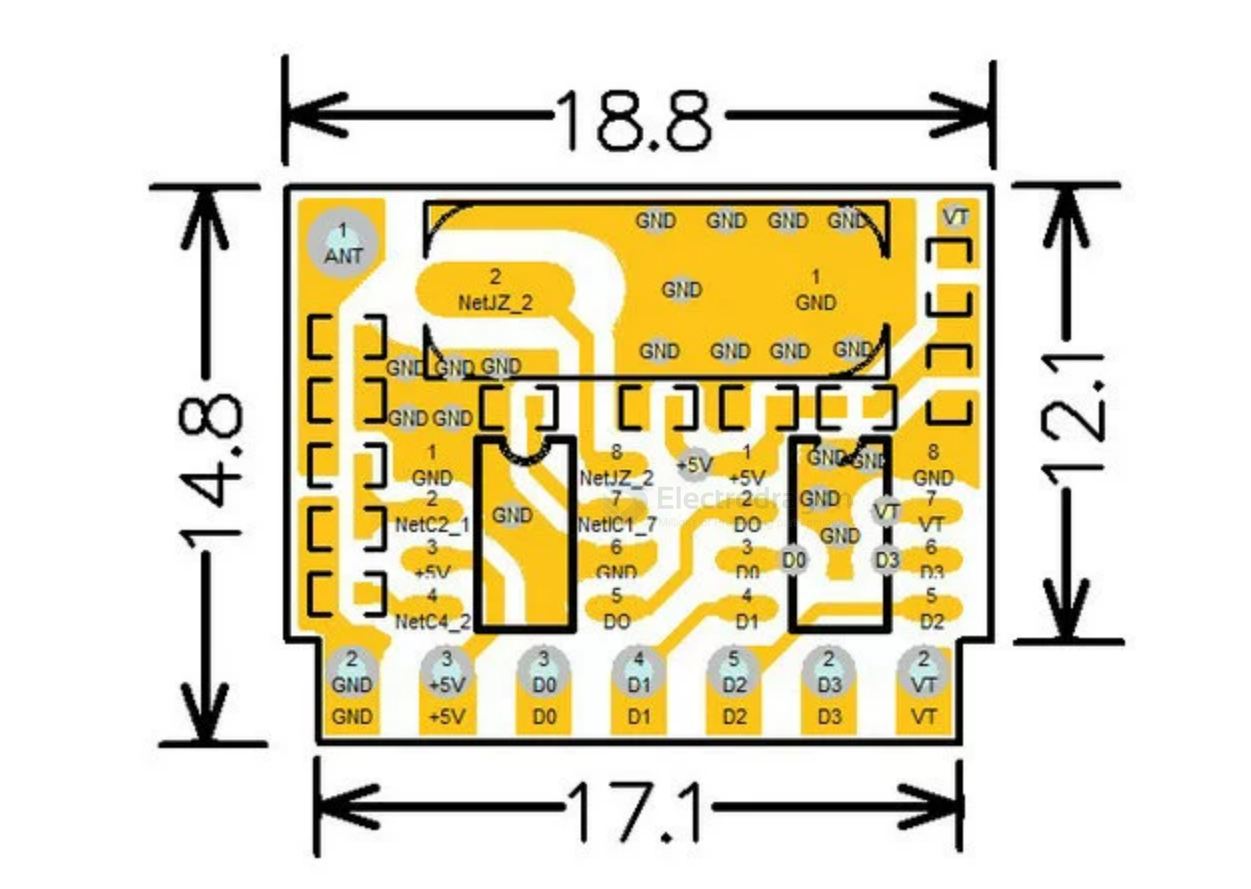 18.8
VT
1
ANT
GND GND GND GND
2
NetJZ_2
GND
1
GND
GND GND GND GND
GND GND GND
14.8
12.1
GND GND
1
GND
8
NetJZ_2
+5V
1
+5V
GND GND
8
GND
2
NetC2_1
GND
7
NetIC1_7
Electrodragon
2
DO
GND
VT
7
VT
GND
3
+5V
6
GND
3
D0
D0
D3
6
D3
4
NetC4_2
5
DO
4
D1
5
D2
2 3 3 4 5 2 2
GND +5V D0 D1 D2 D3 VT
GND +5V D0 D1 D2 D3 VT
17.1